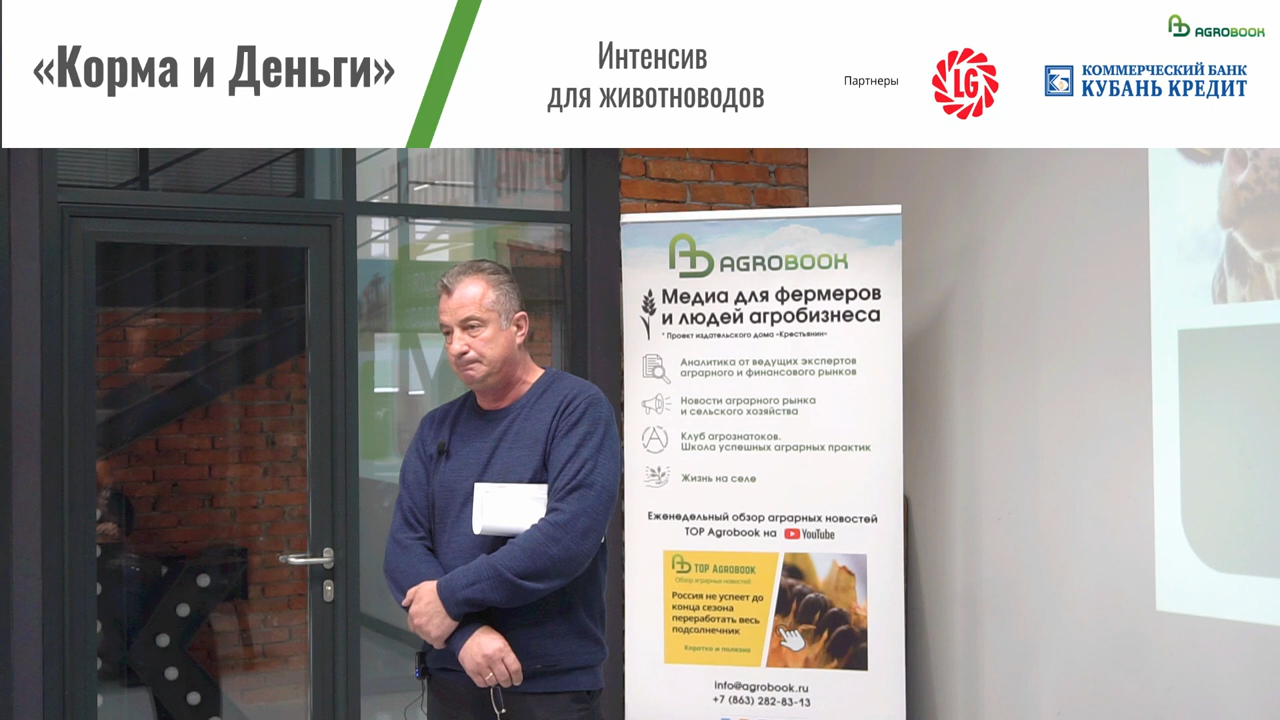 «Корма и Деньги»
Интенсив
для животноводов
Партнеры
LG
КОММЕРЧЕСКИЙ БАНК
КУБАНЬ КРЕДИТ
AGROBOOK
AGROBOOK
Медиа для фермеров
и людей агробизнеса
* Проект издательского дома «Крестьянин»
Аналитика от ведущих экспертов
аграрного и финансового рынков
Новости аграрного рынка
и сельского хозяйства
Клуб агрознатоков.
Школа успешных аграрных практик
Жизнь на селе
Еженедельный обзор аграрных новостей
TOP Agrobook на YouTube
TOP AGROBOOK
Обзор аграрных новостей
Россия не успеет до
конца сезона
переработать весь
подсолнечник
Коротко и полезно
info@agrobook.ru
+7 (863) 282-83-13